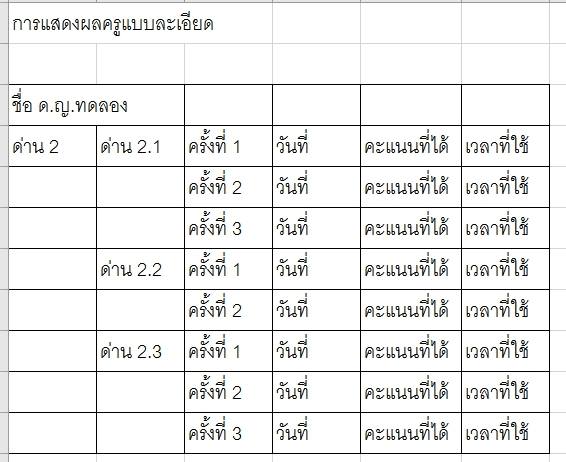 การแสดงผลครูแบบละเอียด
ชื่อ ด.ญ.ทดลอง
ด่าน 2 ด่าน 2.1 ครั้งที่ 1 วันที่ คะแนนที่ได้ เวลาที่ใช้
ครั้งที่ 2 วันที่ คะแนนที่ได้ เวลาที่ใช้
ครั้งที่ 3 วันที่ คะแนนที่ได้ เวลาที่ใช้
ด่าน 2.2 ครั้งที่ 1 วันที่ คะแนนที่ได้ เวลาที่ใช้
ครั้งที่ 2 วันที่ คะแนนที่ได้ เวลาที่ใช้
ด่าน 2.3 ครั้งที่ 1 วันที่ คะแนนที่ได้ เวลาที่ใช้
ครั้งที่ 2 วันที่ คะแนนที่ได้ เวลาที่ใช้
ครั้งที่ 3 วันที่ คะแนนที่ได้ เวลาที่ใช้